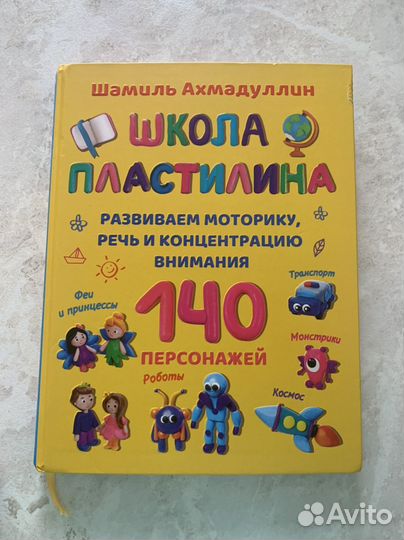 Шамиль Ахмадуллин
ШКОЛА
ПЛАСТИЛИНА
РАЗВИВАЕМ МОТОРИКУ,
РЕЧЬ И КОНЦЕНТРАЦИЮ
ВНИМАНИЯ
Транспорт
Феи
и принцессы
140
ПЕРСОНАЖЕЙ
Монстрики
Роботы
Космос
Avito